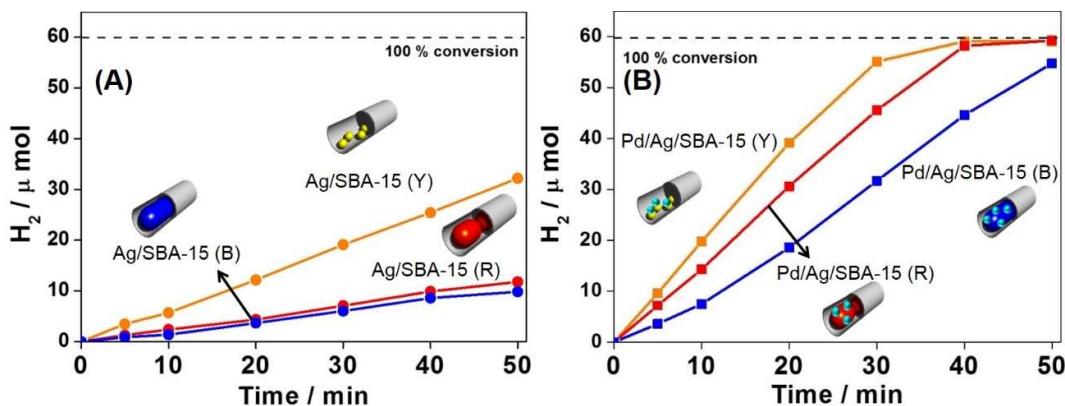 (A)
H₂ / μ mol
60
50
40
30
20
10
0
100 % conversion
Ag/SBA-15 (Y)
Ag/SBA-15 (B)
Ag/SBA-15 (R)
0 10 20 30 40 50
Time / min
(B)
H₂ / μ mol
60
50
40
30
20
10
0
100 % conversion
Pd/Ag/SBA-15 (Y)
Pd/Ag/SBA-15 (B)
Pd/Ag/SBA-15 (R)
0 10 20 30 40 50
Time / min